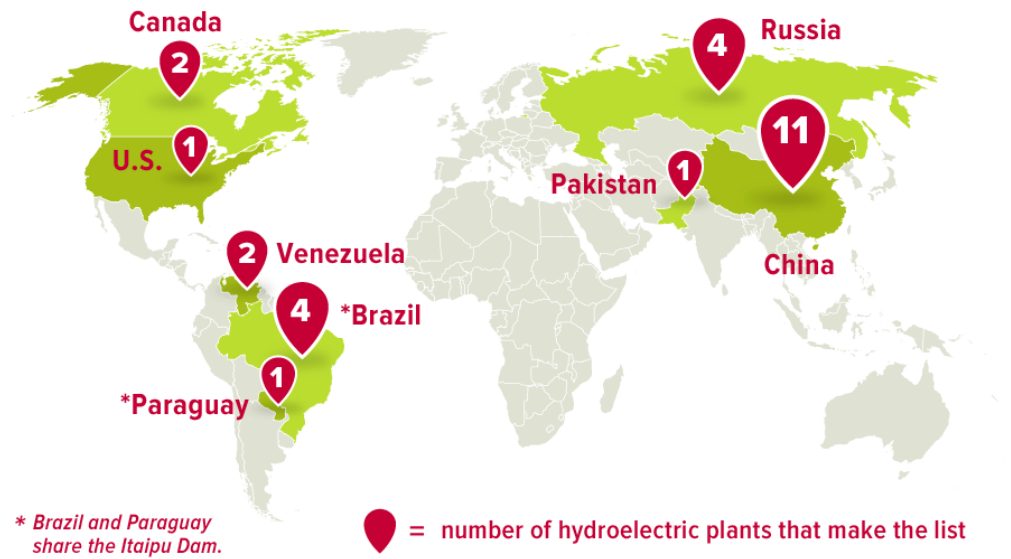 Canada
2
Russia
4
11
U.S.
1
Pakistan
1
China
Venezuela
2
*Brazil
4
*Paraguay
1
* Brazil and Paraguay
share the Itaipu Dam.
= number of hydroelectric plants that make the list